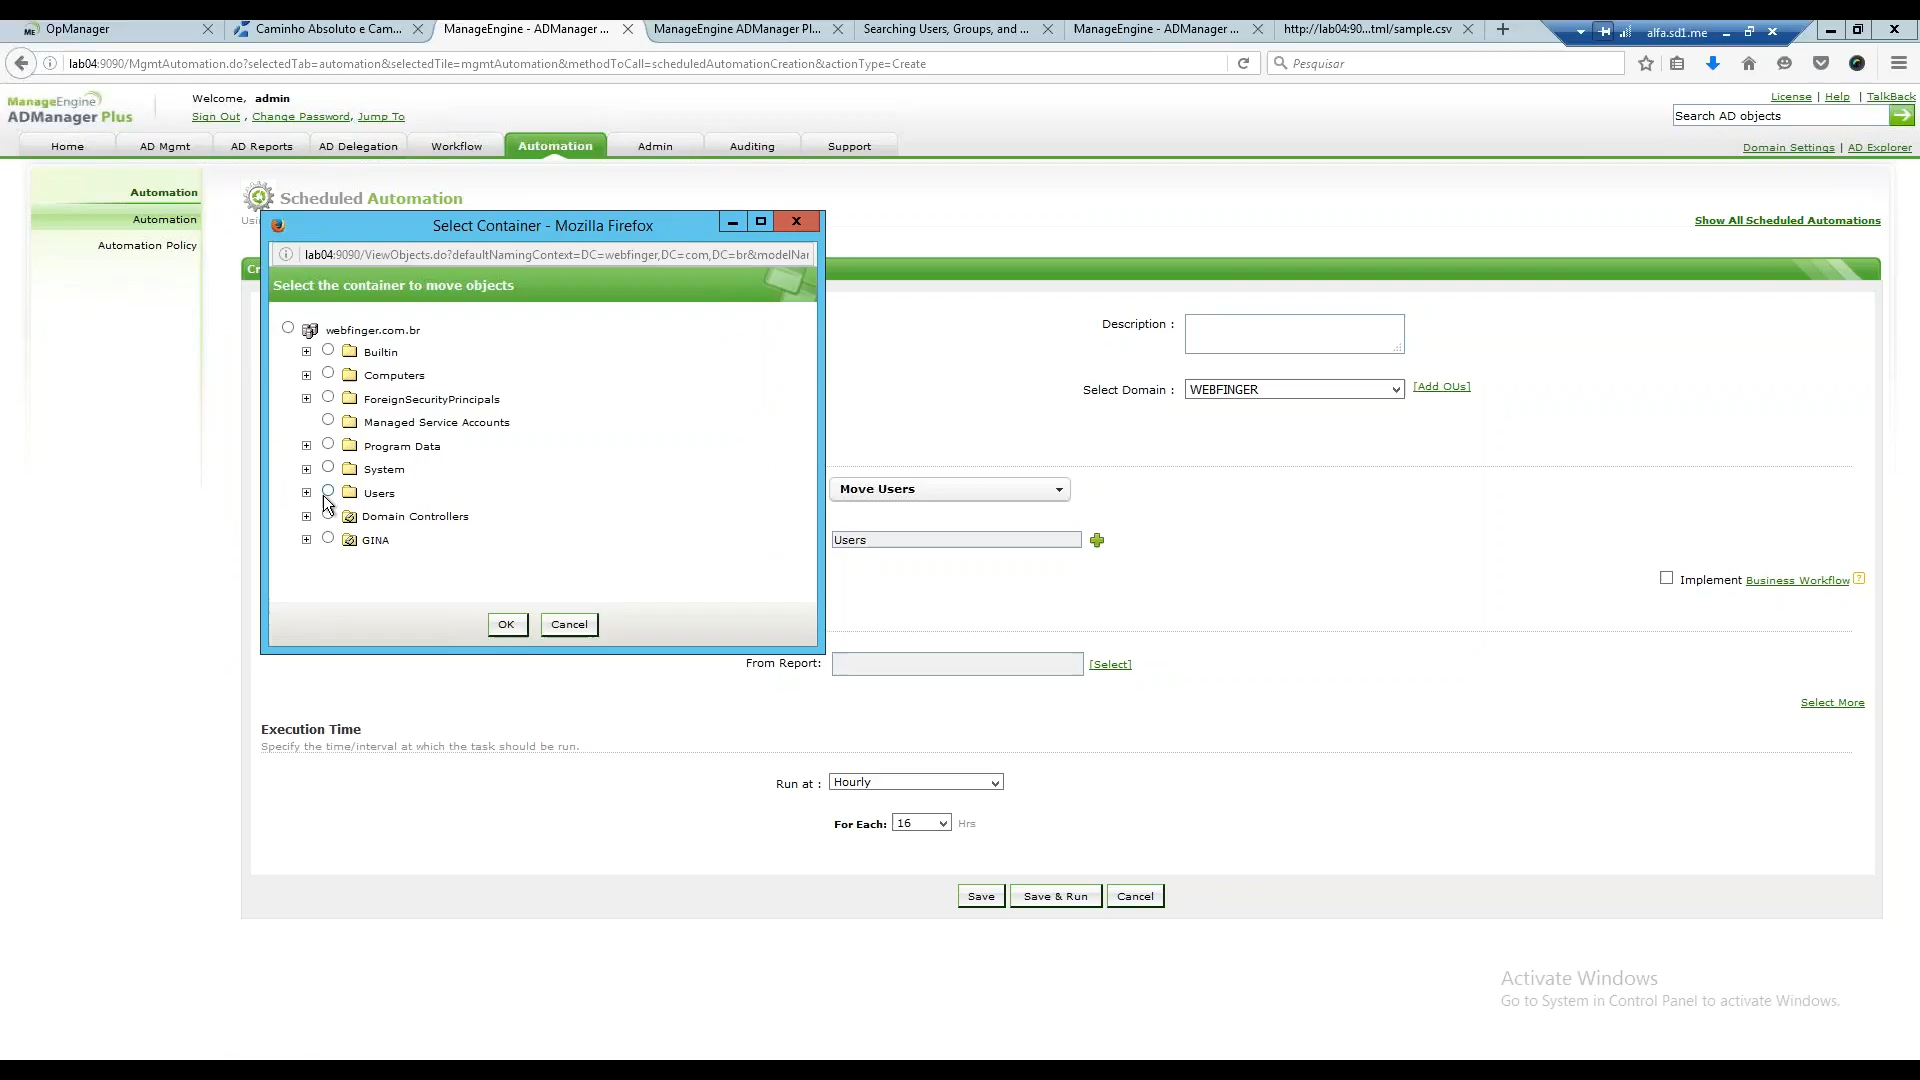 OpManager
Caminho Absoluto e Cam...
ManageEngine - ADManager ...
ManageEngine ADManager Pl...
Searching Users, Groups, and ...
ManageEngine - ADManager ...
http://lab04:90...tml/sample.csv
alfa.sd1.me
lab04:9090/MgmtAutomation.do?selectedTab=automation&selectedTile=mgmtAutomation&methodToCall=scheduledAutomationCreation&actionType=Create
Pesquisar
ManageEngine
ADManager Plus
Welcome, admin
Sign Out , Change Password, Jump To
License | Help | TalkBack
Search AD objects
Home
AD Mgmt
AD Reports
AD Delegation
Workflow
Automation
Admin
Auditing
Support
Domain Settings | AD Explorer
Automation
Automation
Automation Policy
Scheduled Automation
Show All Scheduled Automations
Select Container - Mozilla Firefox
lab04:9090/ViewObjects.do?defaultNamingContext=DC=webfinger,DC=com,DC=br&modelNa
Select the container to move objects
webfinger.com.br
Builtin
Computers
ForeignSecurityPrincipals
Managed Service Accounts
Program Data
System
Users
Domain Controllers
GINA
OK
Cancel
Description :
Select Domain :
WEBFINGER
[Add OUs]
Move Users
Users
Implement Business Workflow ?
From Report:
[Select]
Select More
Execution Time
Specify the time/interval at which the task should be run.
Run at :
Hourly
For Each:
16
Hrs
Save
Save & Run
Cancel
Activate Windows
Go to System in Control Panel to activate Windows.